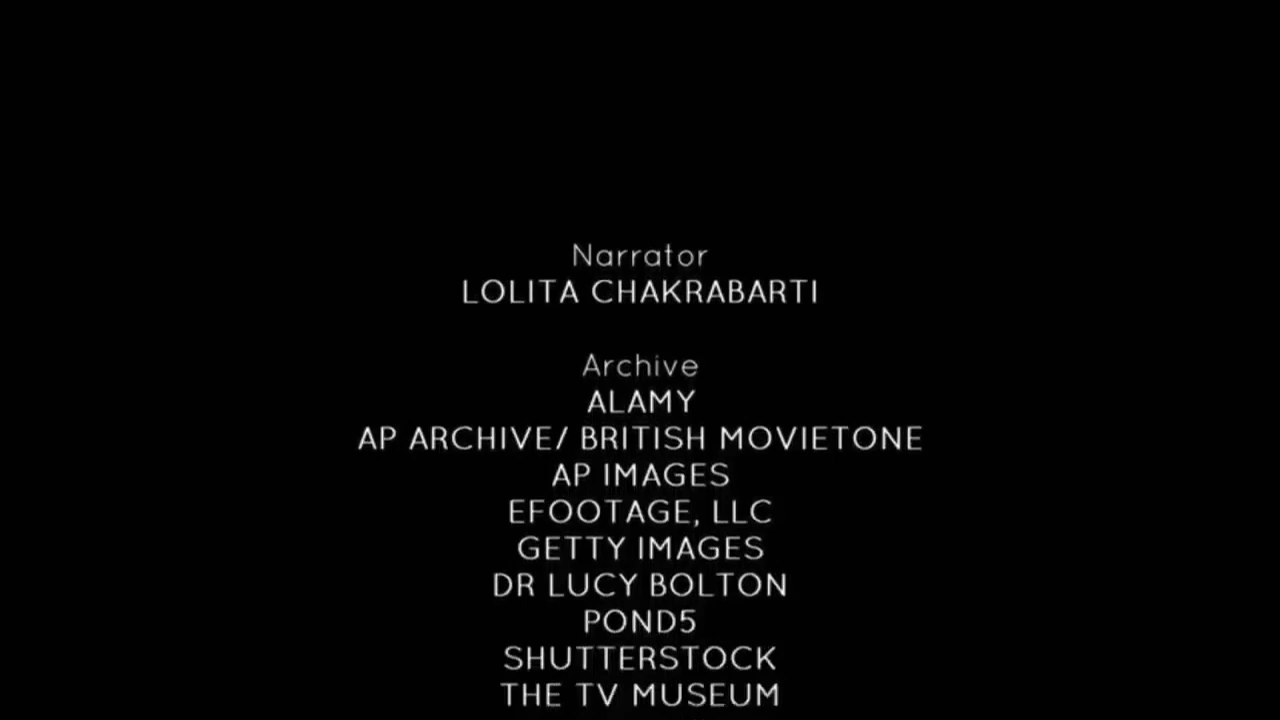 Narrator
LOLITA CHAKRABARTI
Archive
ALAMY
AP ARCHIVE/ BRITISH MOVIETONE
AP IMAGES
EFOOTAGE, LLC
GETTY IMAGES
DR LUCY BOLTON
POND5
SHUTTERSTOCK
THE TV MUSEUM